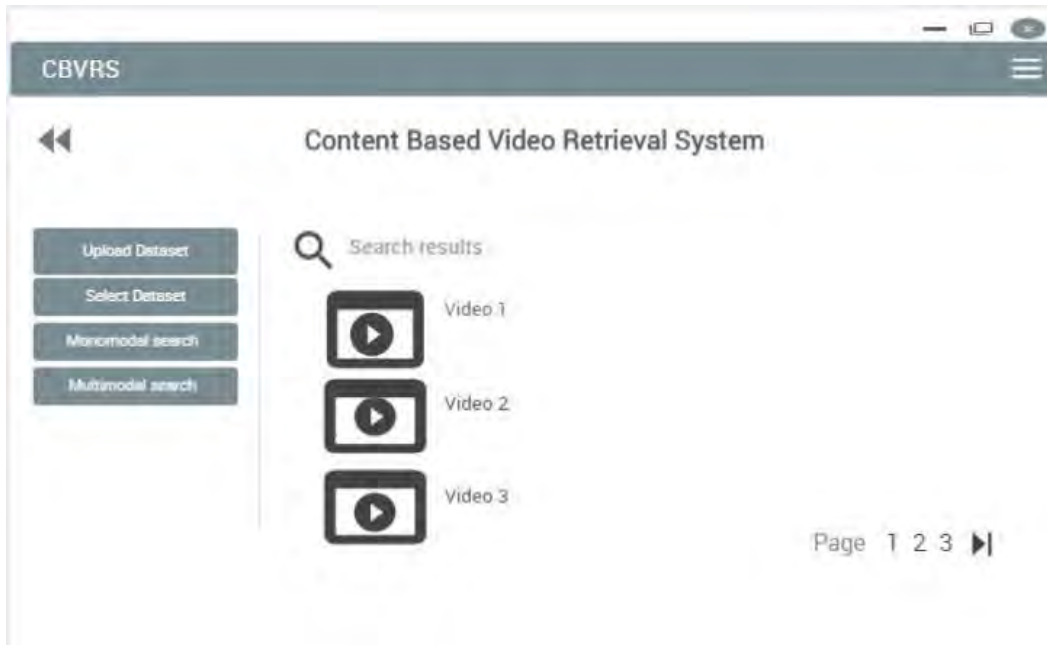 CBVRS
Content Based Video Retrieval System
Upload Dataset
Select Dataset
Monomodal search
Multimodal search
Search results
Video 1
Video 2
Video 3
Page 1 2 3